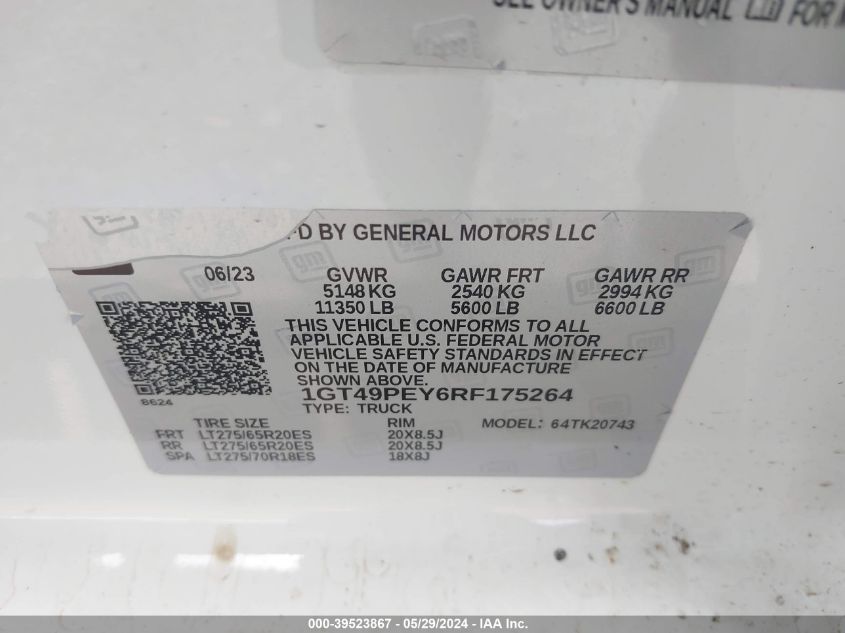 SEE OWNER'S MANUAL FOR
'D BY GENERAL MOTORS LLC
06/23 GVWR GAWR FRT GAWR RR
5148 KG 2540 KG 2994 KG
11350 LB 5600 LB 6600 LB
THIS VEHICLE CONFORMS TO ALL
APPLICABLE U.S. FEDERAL MOTOR
VEHICLE SAFETY STANDARDS IN EFFECT
ON THE DATE OF MANUFACTURE
SHOWN ABOVE.
8624
1GT49PEY6RF175264
TYPE: TRUCK MODEL: 64TK20743
TIRE SIZE RIM
FRT LT275/65R20ES 20X8.5J
RR LT275/65R20ES 20X8.5J
SPA LT275/70R18ES 18X8J
gm
000-39523867 - 05/29/2024 - IAA Inc.